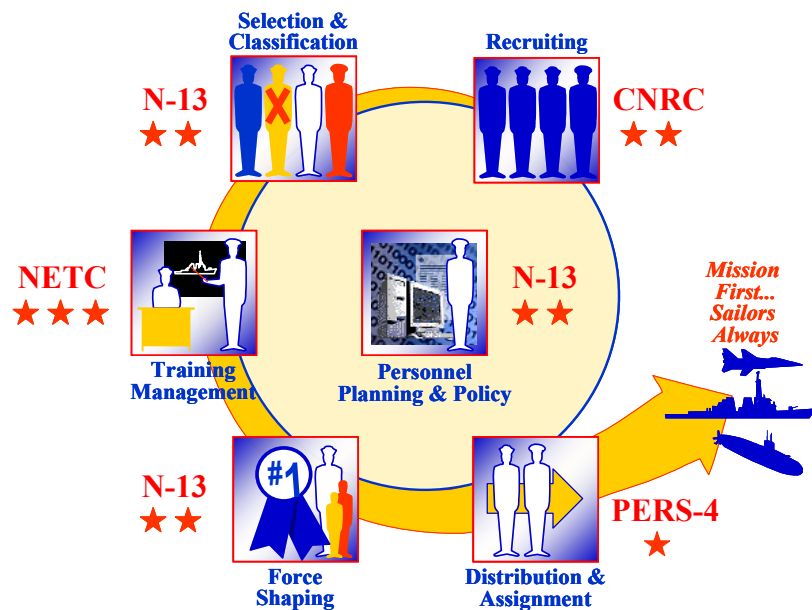 Selection &
Classification
Recruiting
N-13
CNRC
NETC
N-13
Mission
First...
Sailors
Always
Training
Management
Personnel
Planning & Policy
#1
N-13
PERS-4
Force
Shaping
Distribution &
Assignment